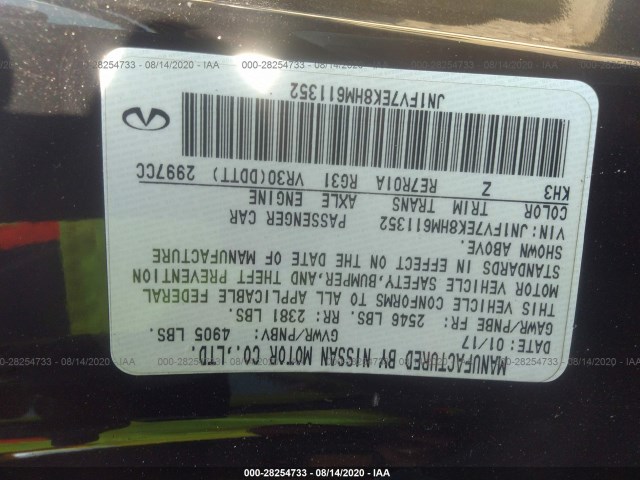 000-28254733 - 08/14/2020 - IAA
MANUFACTURED BY NISSAN MOTOR CO.,LTD.
DATE: 01/17 GVWR/PNBV: 4905 LBS.
GAWR/PNBE FR: 2546 LBS. RR: 2381 LBS.
THIS VEHICLE CONFORMS TO ALL APPLICABLE FEDERAL
MOTOR VEHICLE SAFETY,BUMPER,AND THEFT PREVENTION
STANDARDS IN EFFECT ON THE DATE OF MANUFACTURE
SHOWN ABOVE.
VIN: JN1FV7EK8HM611352 PASSENGER CAR
COLOR TRIM TRANS AXLE ENGINE
KH3 Z RE7R01A RG31 VR30(DDTT) 2997CC
JN1FV7EK8HM611352
000-28254733 - 08/14/2020 - IAA